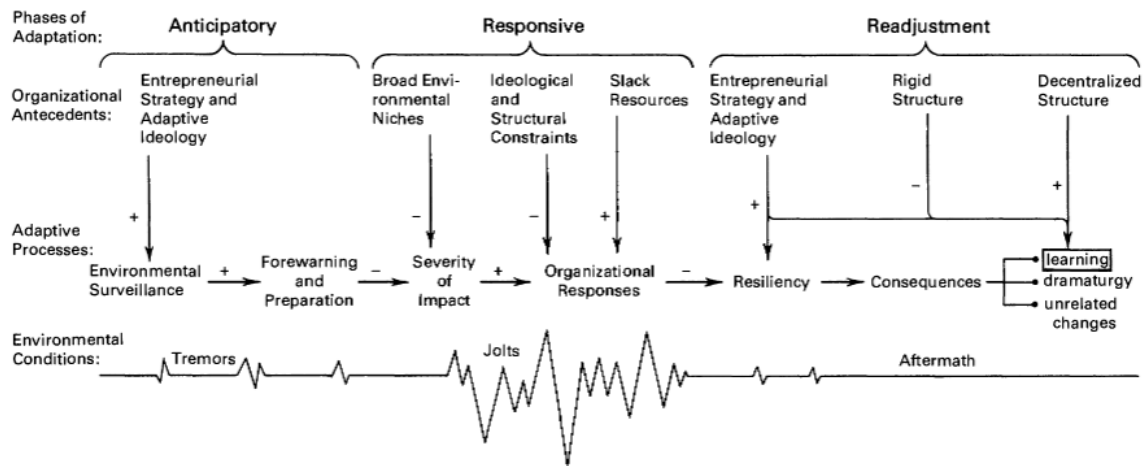 Phases of
Adaptation:
Anticipatory
Responsive
Readjustment
Organizational
Antecedents:
Entrepreneurial
Strategy and
Adaptive
Ideology
Broad Envi-
ronmental
Niches
Ideological
and
Structural
Constraints
Slack
Resources
Entrepreneurial
Strategy and
Adaptive
Ideology
Rigid
Structure
Decentralized
Structure
+
−
−
+
+
−
+
Adaptive
Processes:
Environmental
Surveillance
+
Forewarning
and
Preparation
−
Severity
of
Impact
+
Organizational
Responses
−
Resiliency
Consequences
learning
dramaturgy
unrelated
changes
Environmental
Conditions:
Tremors
Jolts
Aftermath